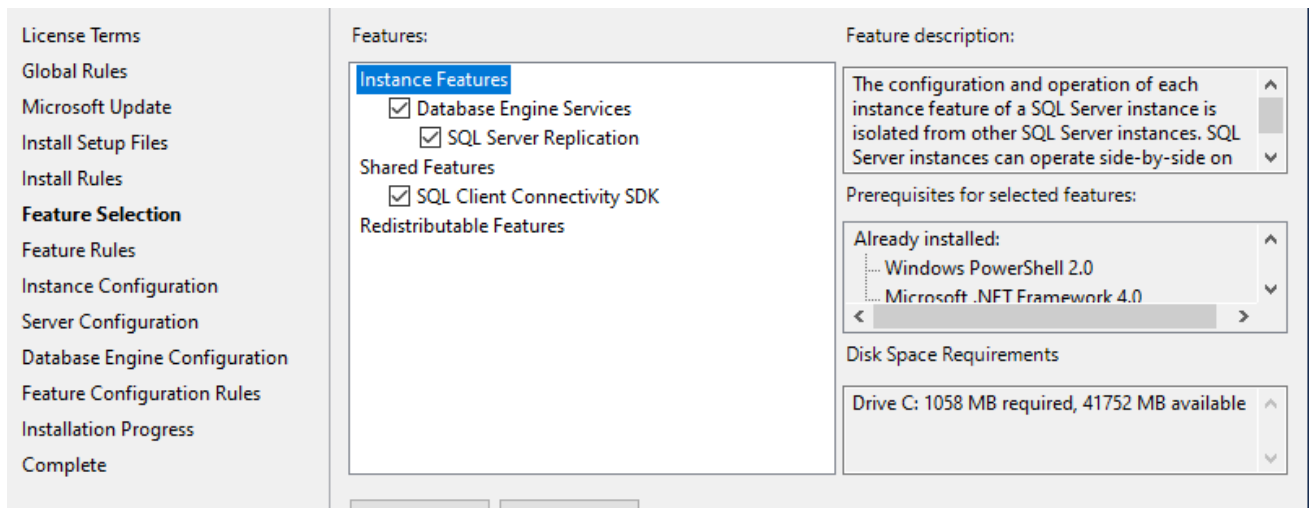 License Terms
Global Rules
Microsoft Update
Install Setup Files
Install Rules
Feature Selection
Feature Rules
Instance Configuration
Server Configuration
Database Engine Configuration
Feature Configuration Rules
Installation Progress
Complete
Features:
Instance Features
Database Engine Services
SQL Server Replication
Shared Features
SQL Client Connectivity SDK
Redistributable Features
Feature description:
The configuration and operation of each
instance feature of a SQL Server instance is
isolated from other SQL Server instances. SQL
Server instances can operate side-by-side on
Prerequisites for selected features:
Already installed:
Windows PowerShell 2.0
Microsoft .NET Framework 4.0
Disk Space Requirements
Drive C: 1058 MB required, 41752 MB available